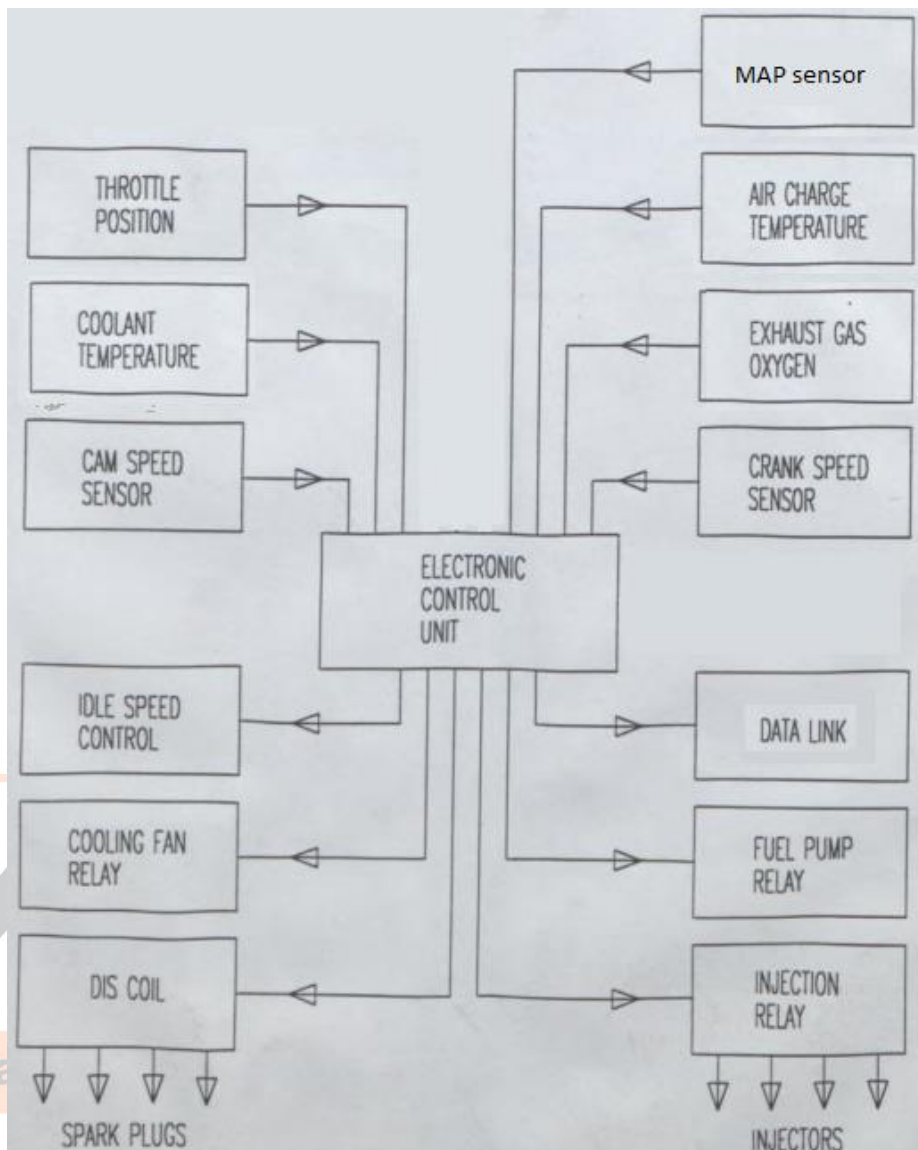 MAP sensor
THROTTLE
POSITION
AIR CHARGE
TEMPERATURE
COOLANT
TEMPERATURE
EXHAUST GAS
OXYGEN
CAM SPEED
SENSOR
CRANK SPEED
SENSOR
ELECTRONIC
CONTROL
UNIT
IDLE SPEED
CONTROL
DATA LINK
COOLING FAN
RELAY
FUEL PUMP
RELAY
DIS COIL
INJECTION
RELAY
SPARK PLUGS
INJECTORS